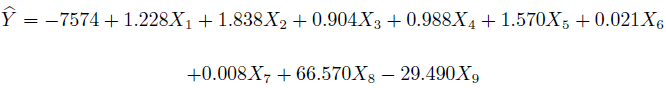 Ŷ = −7574 + 1.228X₁ + 1.838X₂ + 0.904X₃ + 0.988X₄ + 1.570X₅ + 0.021X₆
+0.008X₇ + 66.570X₈ − 29.490X₉